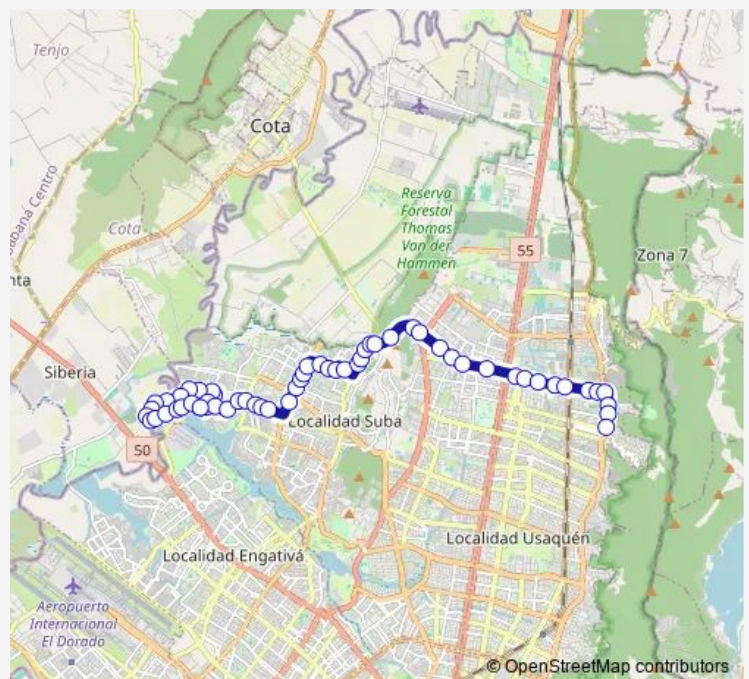 Tenjo
Cota
abana Centro
Cota
Reserva
Forestal
Thomas
Van der
Hammen
55
Zona 7
nta
Siberia
Localidad Suba
50
Localidad Usaquén
Localidad Engativá
Aeropuerto
Internacional
El Dorado
© OpenStreetMap contributors